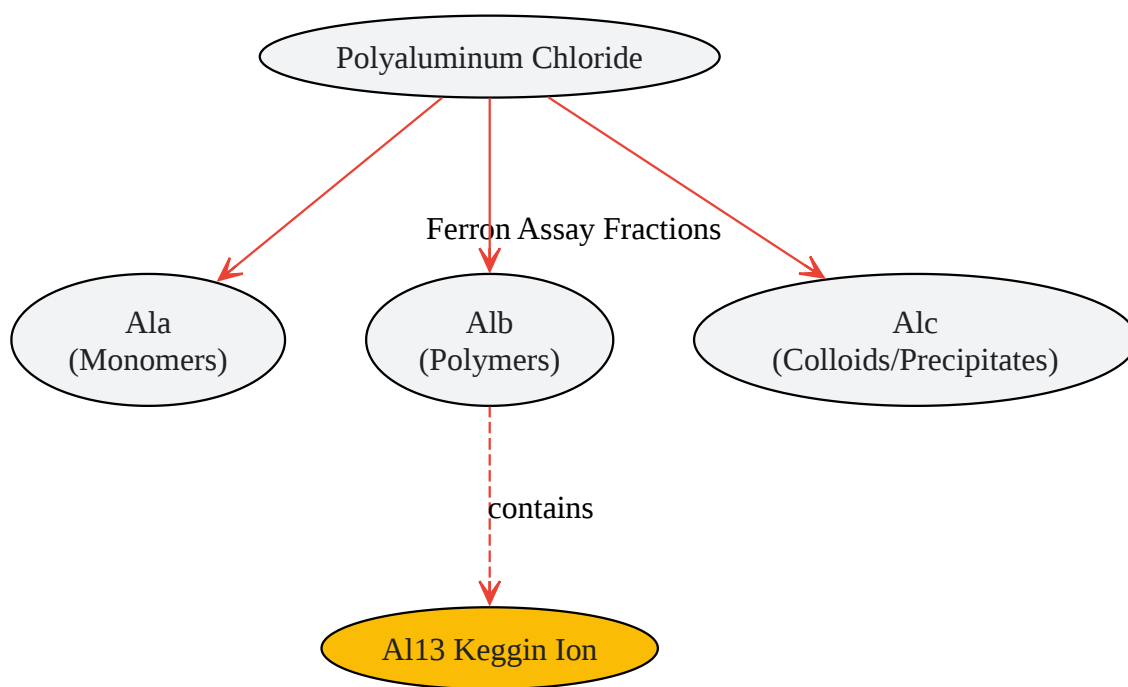 Polyaluminum Chloride
Ferron Assay Fractions
Ala
(Monomers)
Alb
(Polymers)
Alc
(Colloids/Precipitates)
contains
Al13 Keggin Ion